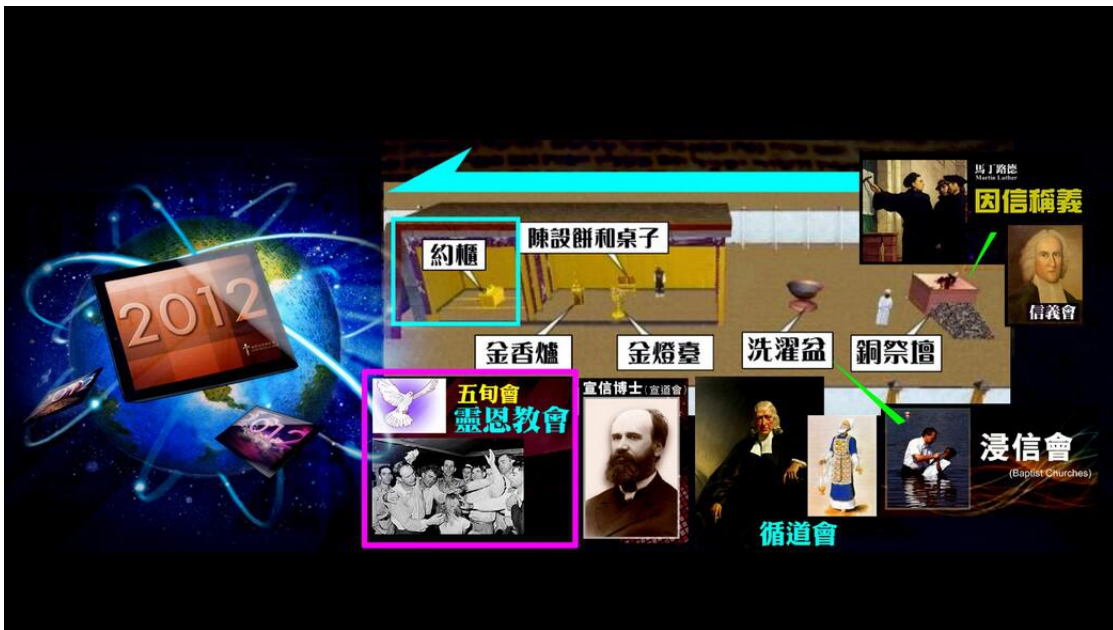 2012
馬丁路德
Martin Luther
因信稱義
信義會
約櫃
陳設餅和桌子
金香爐
金燈臺
洗濯盆
銅祭壇
五旬會
靈恩教會
宣信博士(宣道會)
循道會
浸信會
(Baptist Churches)